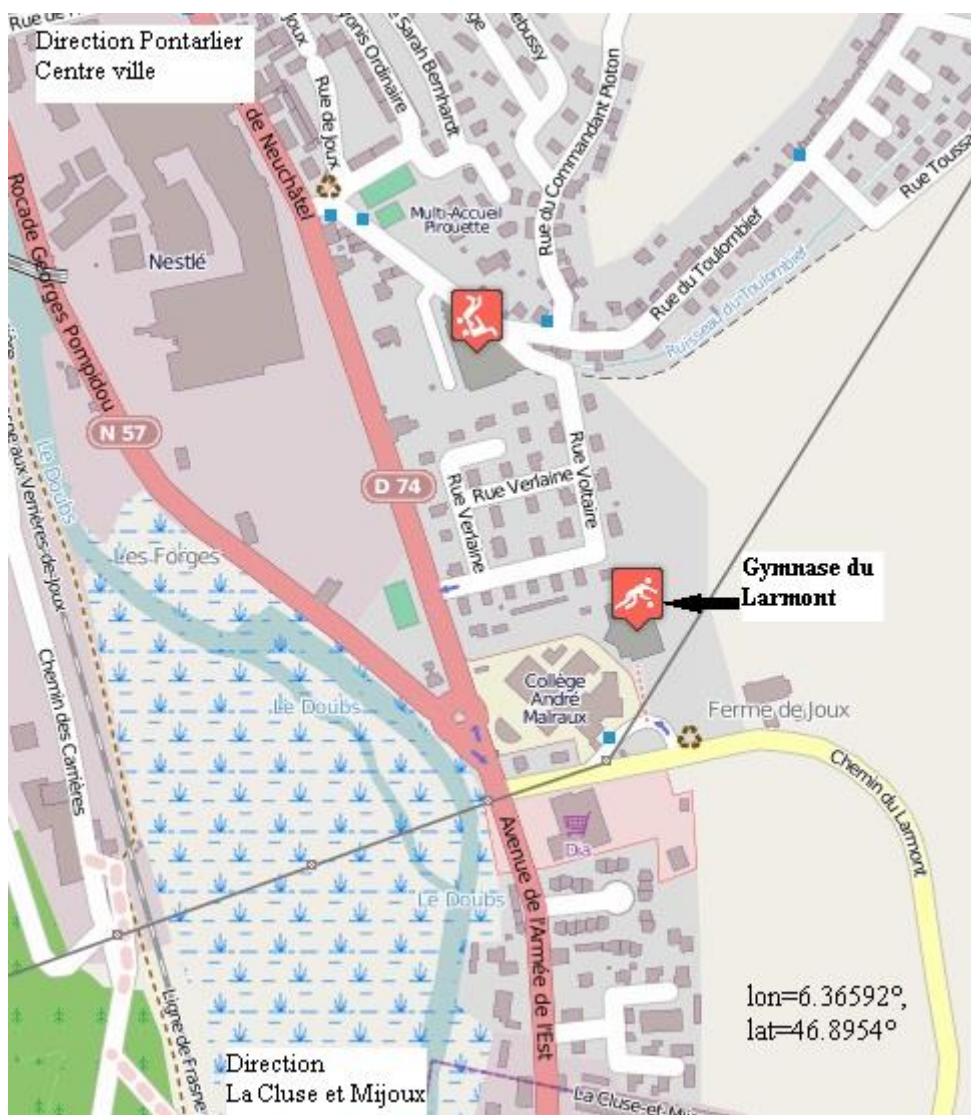 Direction Pontarlier
Centre ville
Rue de
Joux
Rue de Joux
Sarah Bernhardt
Rue du Commandant Ploton
de Neuchâtel
Rocade Georges Pompidou
Nestlé
Multi-Accueil
Pirouette
Rue du Toulombief
Ruisseau du Toulombief
N 57
D 74
Le Doubs
Rue Verlaine
Rue Verlaine
Rue Voltaire
Les Forges
Gymnase du
Larmont
Collège
André
Malraux
Ferme de Joux
Le Doubs
Chemin des Carrières
Chemin du Larmont
Dia
Avenue de l'Armée de l'Est
Le Doubs
Ligne de Frasne
lon=6.36592°,
lat=46.8954°
Direction
La Cluse et Mijoux